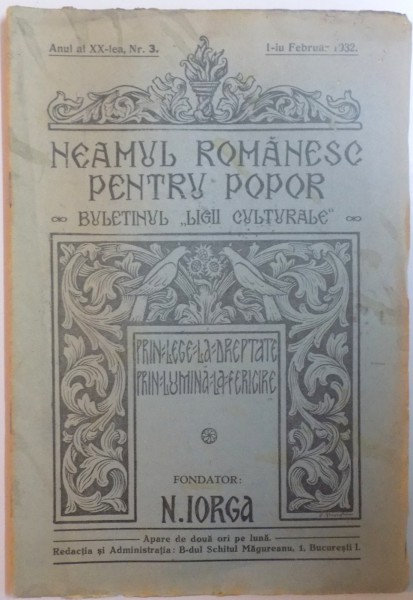 Anul al XX-lea, Nr. 3.
1-iu Februar 1932.
NEAMUL ROMĂNESC
PENTRU POPOR
BULETINUL „LIGII CULTURALE"
PRIN·LEGE·LA·DREPTATE
PRIN·LUMINĂ·LA·FERICIRE
FONDATOR:
N. IORGA
Apare de două ori pe lună.
Redacția și Administrația: B-dul Schitul Măgureanu, 1, București I.